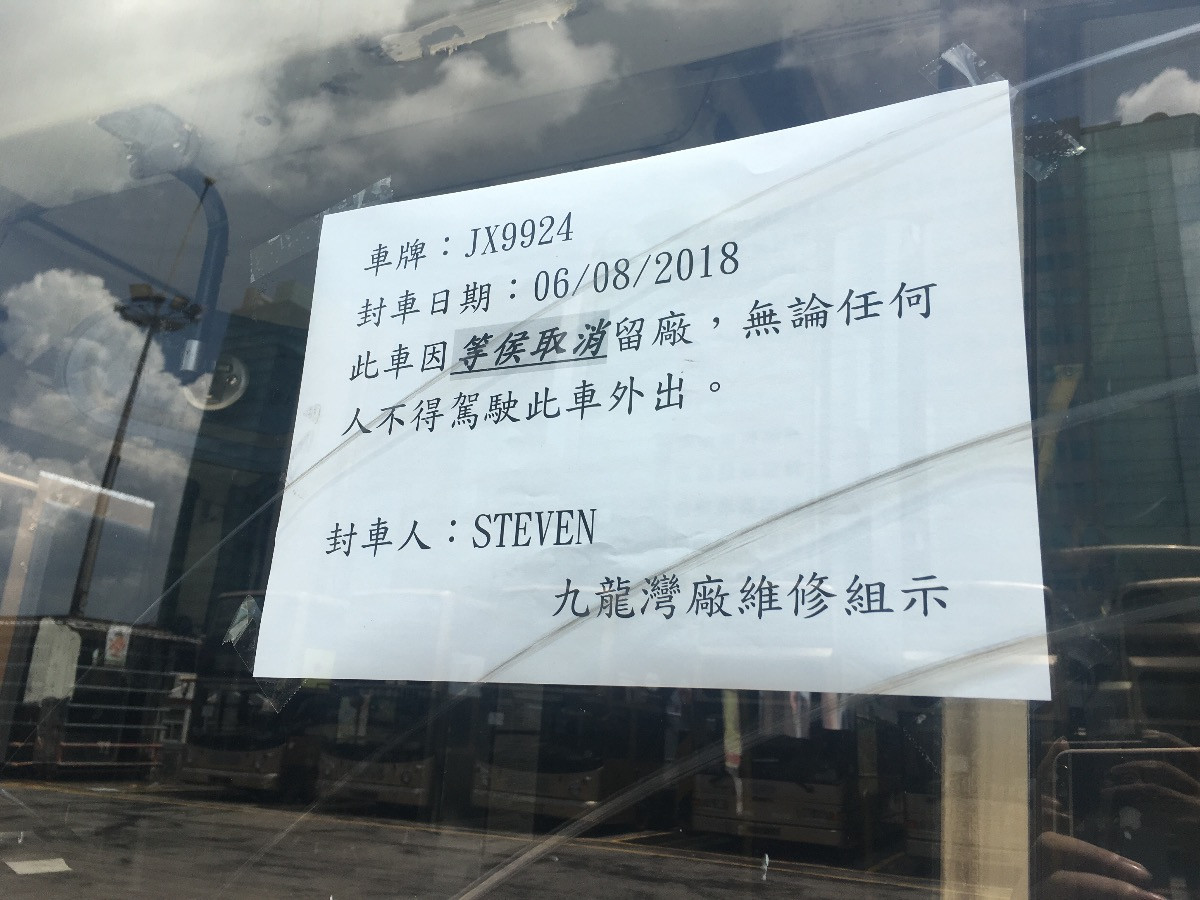 車牌：JX9924
封車日期：06/08/2018
此車因等侯取消留廠，無論任何
人不得駕駛此車外出。
封車人：STEVEN
九龍灣廠維修組示